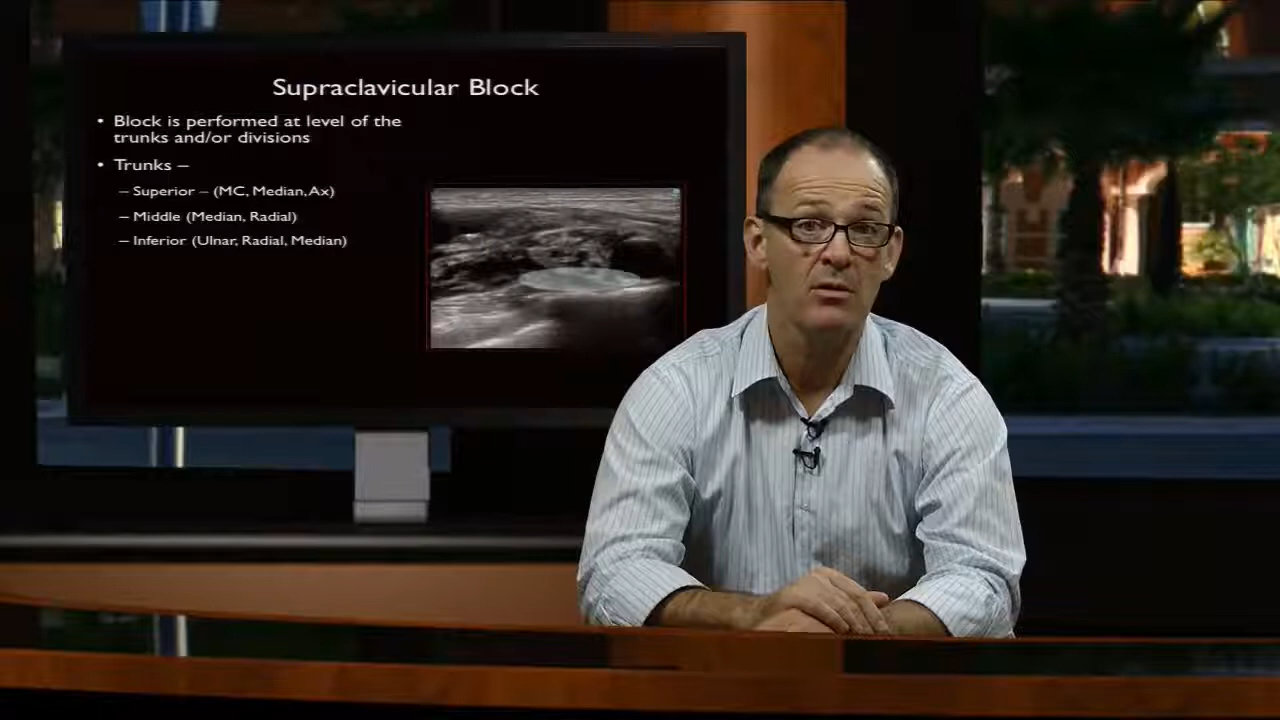 Supraclavicular Block
• Block is performed at level of the
trunks and/or divisions
• Trunks –
– Superior – (MC, Median, Ax)
– Middle (Median, Radial)
– Inferior (Ulnar, Radial, Median)